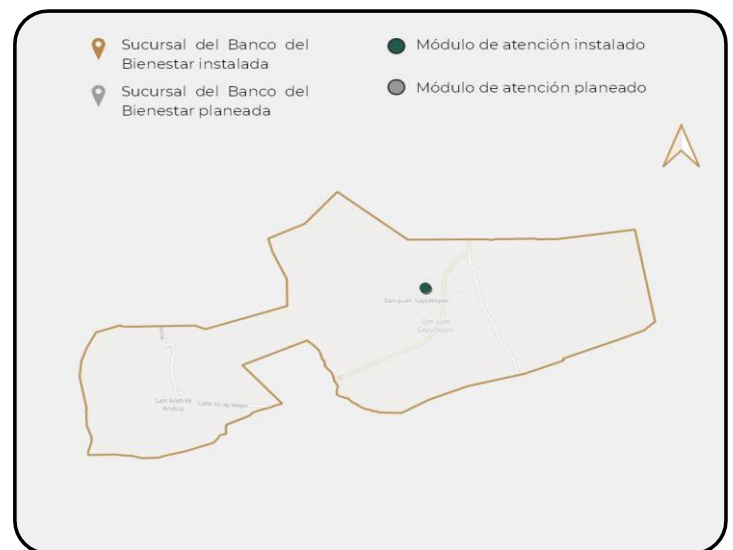 Sucursal del Banco del
Bienestar instalada
Sucursal del Banco del
Bienestar planeada
Módulo de atención instalado
Módulo de atención planeado
San Juan Sayultepec
San Juan
Sayultepec
San Andrés
Andúa
Calle 10 de Mayo